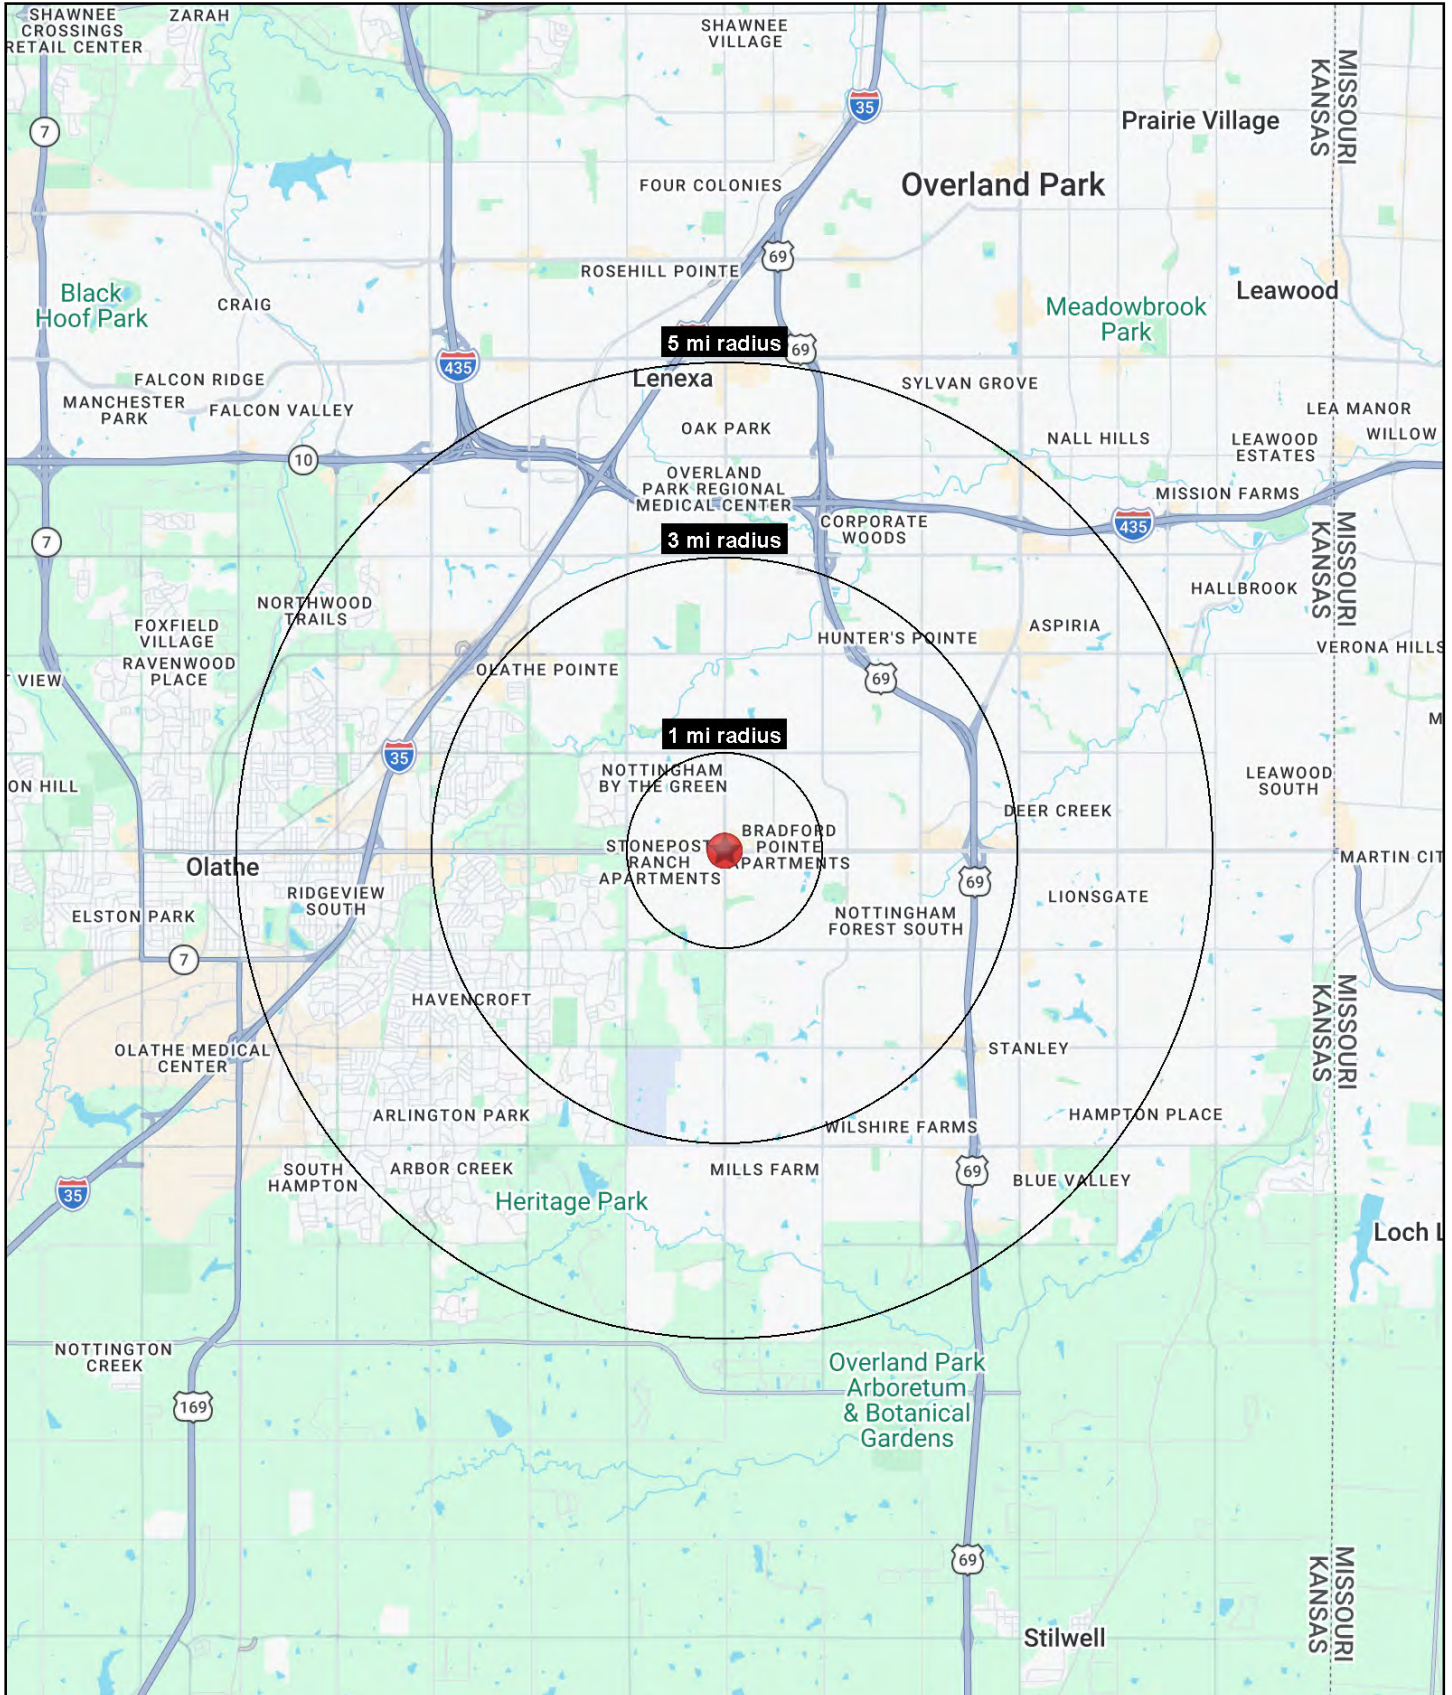 SHAWNEE
CROSSINGS
RETAIL CENTER
ZARAH
SHAWNEE
VILLAGE
MISSOURI
KANSAS
35
7
Prairie Village
FOUR COLONIES
Overland Park
69
ROSEHILL POINTE
Black
Hoof Park
CRAIG
Leawood
Meadowbrook
Park
5 mi radius
69
435
FALCON RIDGE
Lenexa
SYLVAN GROVE
MANCHESTER
PARK
FALCON VALLEY
LEA MANOR
OAK PARK
NALL HILLS
LEAWOOD
ESTATES
WILLOW
10
OVERLAND
PARK REGIONAL
MEDICAL CENTER
MISSION FARMS
CORPORATE
WOODS
435
7
3 mi radius
MISSOURI
KANSAS
HALLBROOK
NORTHWOOD
TRAILS
FOXFIELD
VILLAGE
ASPIRIA
HUNTER'S POINTE
VERONA HILLS
RAVENWOOD
PLACE
OLATHE POINTE
VIEW
69
M
1 mi radius
35
NOTTINGHAM
BY THE GREEN
ON HILL
LEAWOOD
SOUTH
DEER CREEK
BRADFORD
POINTE
APARTMENTS
STONEPOST
RANCH
APARTMENTS
MARTIN CIT
Olathe
69
RIDGEVIEW
SOUTH
LIONSGATE
ELSTON PARK
NOTTINGHAM
FOREST SOUTH
7
HAVENCROFT
MISSOURI
KANSAS
OLATHE MEDICAL
CENTER
STANLEY
ARLINGTON PARK
HAMPTON PLACE
WILSHIRE FARMS
SOUTH
HAMPTON
ARBOR CREEK
MILLS FARM
69
BLUE VALLEY
35
Heritage Park
Loch L
NOTTINGTON
CREEK
Overland Park
Arboretum
& Botanical
Gardens
169
69
MISSOURI
KANSAS
Stilwell